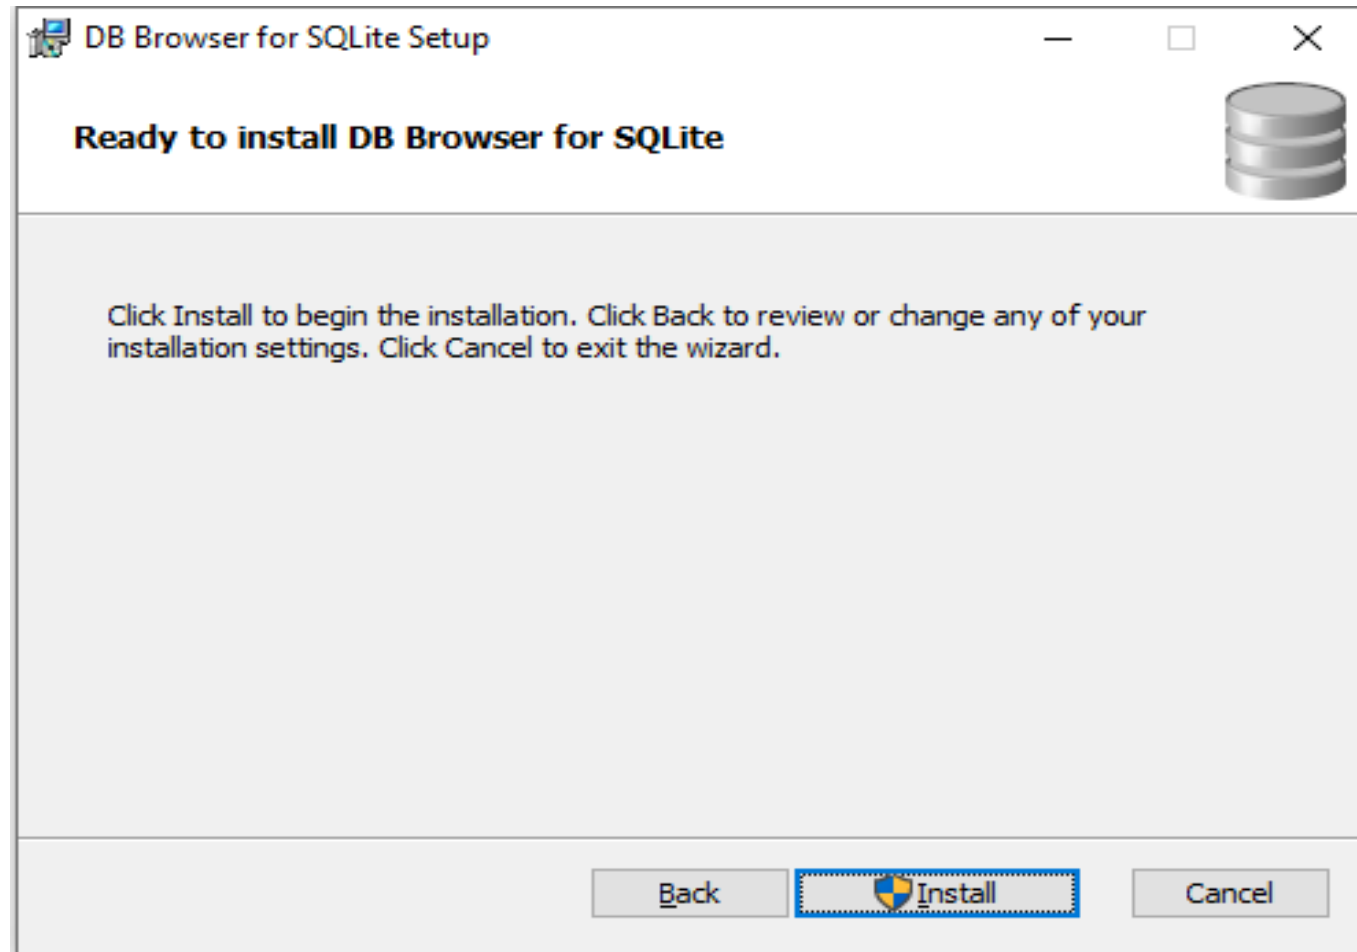 DB Browser for SQLite Setup
Ready to install DB Browser for SQLite
Click Install to begin the installation. Click Back to review or change any of your
installation settings. Click Cancel to exit the wizard.
Back Install Cancel